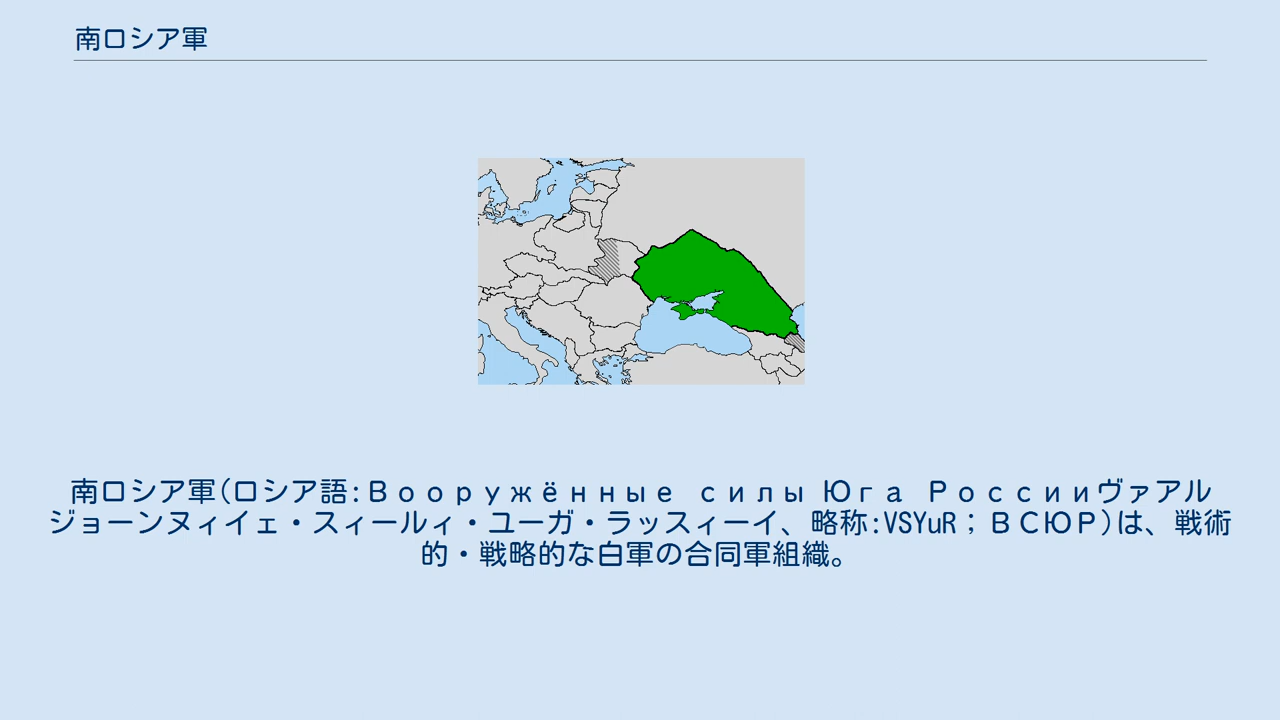 南ロシア軍
南ロシア軍(ロシア語:Вооружённые силы Юга Россииヴァアル
ジョーンヌィイェ・スィールィ・ユーガ・ラッスィーイ、略称:VSYuR；ВСЮР)は、戦術
的・戦略的な白軍の合同軍組織。